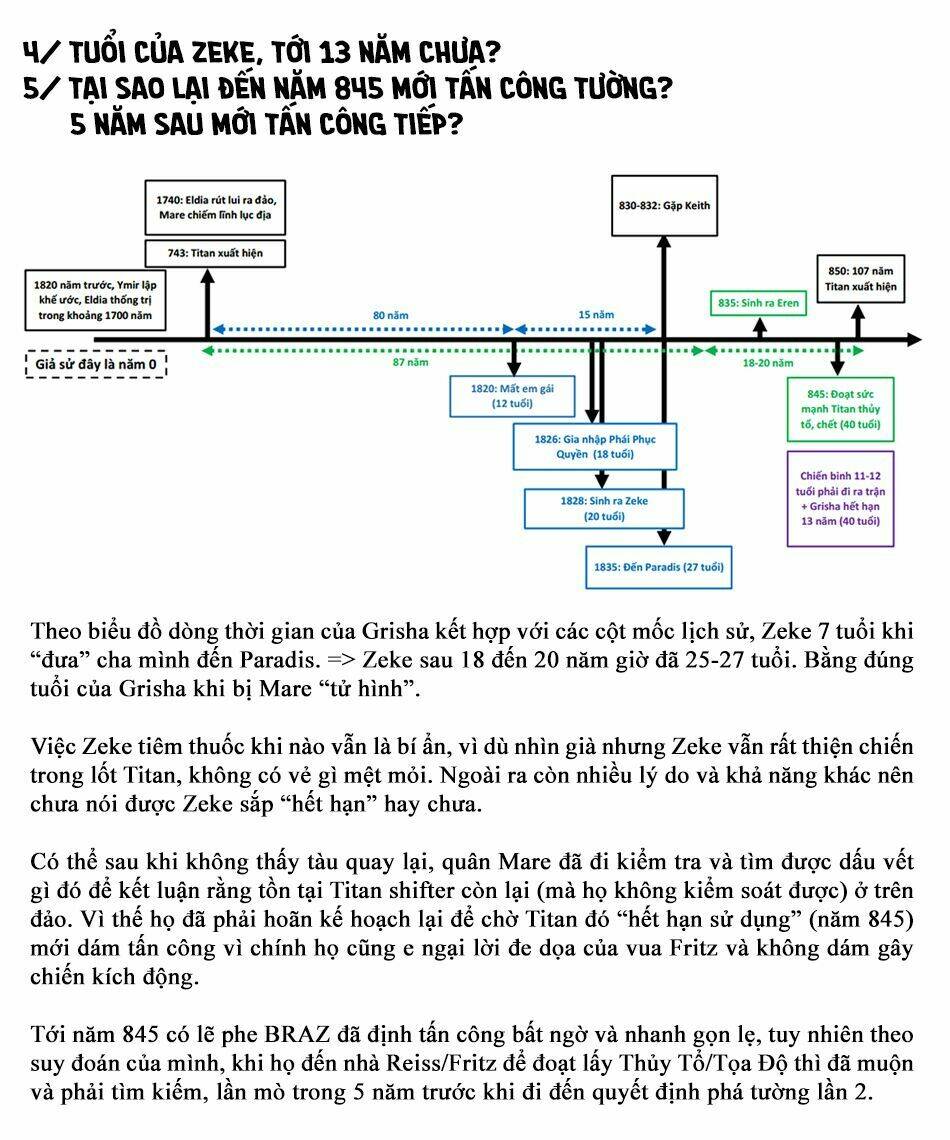 4/ TUỔI CỦA ZEKE, TỚI 13 NĂM CHƯA?
5/ TẠI SAO LẠI ĐẾN NĂM 845 MỚI TẤN CÔNG TƯỜNG?
5 NĂM SAU MỚI TẤN CÔNG TIẾP?
1740: Eldia rút lui ra đảo,
Mare chiếm lĩnh lục địa
743: Titan xuất hiện
1820 năm trước, Ymir lập
khế ước, Eldia thống trị
trong khoảng 1700 năm
Giả sử đây là năm 0
830-832: Gặp Keith
850: 107 năm
Titan xuất hiện
835: Sinh ra Eren
80 năm
15 năm
87 năm
18-20 năm
1820: Mất em gái
(12 tuổi)
1826: Gia nhập Phái Phục
Quyền (18 tuổi)
1828: Sinh ra Zeke
(20 tuổi)
1835: Đến Paradis (27 tuổi)
845: Đoạt sức
mạnh Titan thủy
tổ, chết (40 tuổi)
Chiến binh 11-12
tuổi phải đi ra trận
+ Grisha hết hạn
13 năm (40 tuổi)
Theo biểu đồ dòng thời gian của Grisha kết hợp với các cột mốc lịch sử, Zeke 7 tuổi khi
“đưa” cha mình đến Paradis. => Zeke sau 18 đến 20 năm giờ đã 25-27 tuổi. Bằng đúng
tuổi của Grisha khi bị Mare “tử hình”.
Việc Zeke tiêm thuốc khi nào vẫn là bí ẩn, vì dù nhìn già nhưng Zeke vẫn rất thiện chiến
trong lốt Titan, không có vẻ gì mệt mỏi. Ngoài ra còn nhiều lý do và khả năng khác nên
chưa nói được Zeke sắp “hết hạn” hay chưa.
Có thể sau khi không thấy tàu quay lại, quân Mare đã đi kiểm tra và tìm được dấu vết
gì đó để kết luận rằng tồn tại Titan shifter còn lại (mà họ không kiểm soát được) ở trên
đảo. Vì thế họ đã phải hoãn kế hoạch lại để chờ Titan đó “hết hạn sử dụng” (năm 845)
mới dám tấn công vì chính họ cũng e ngại lời đe dọa của vua Fritz và không dám gây
chiến kích động.
Tới năm 845 có lẽ phe BRAZ đã định tấn công bất ngờ và nhanh gọn lẹ, tuy nhiên theo
suy đoán của mình, khi họ đến nhà Reiss/Fritz để đoạt lấy Thủy Tổ/Tọa Độ thì đã muộn
và phải tìm kiếm, lần mò trong 5 năm trước khi đi đến quyết định phá tường lần 2.